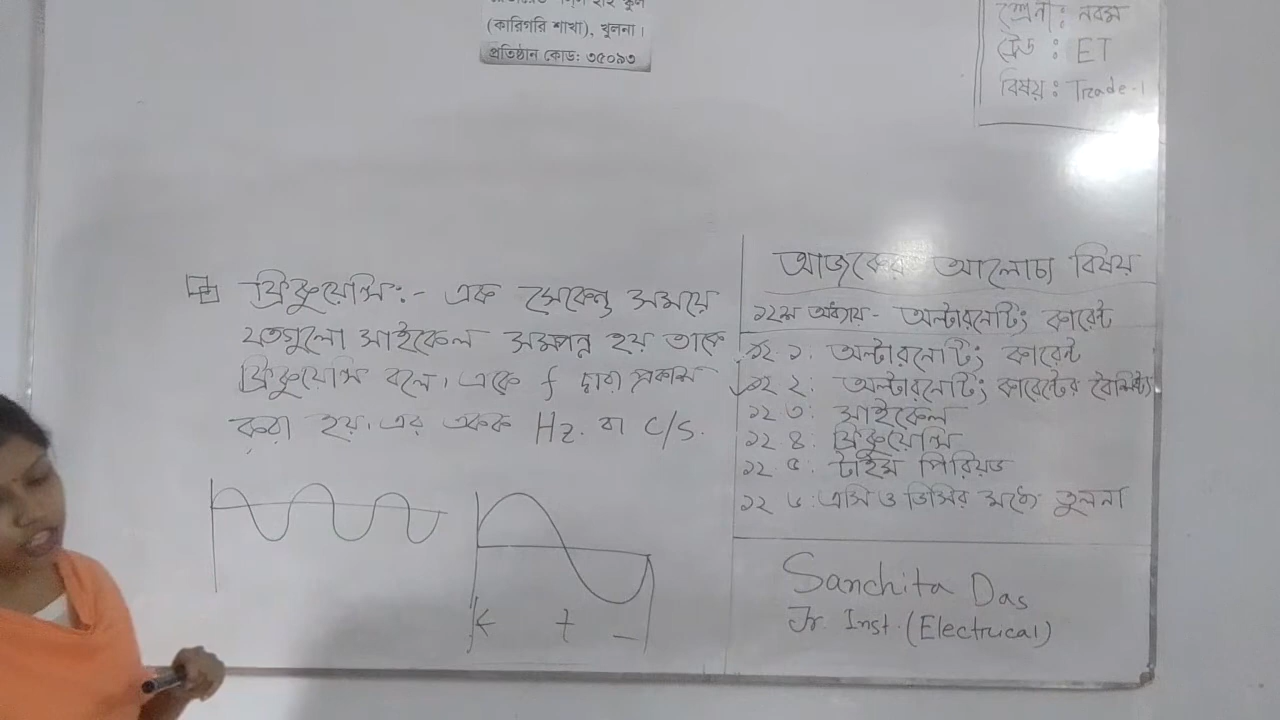 (কারিগরি শাখা), খুলনা।
প্রতিষ্ঠান কোড: ৩৫০৯৩
শ্রেনী: নবম
ট্রেড : ET
বিষয়: Trade-1
ফ্রিকুয়েন্সি:- এক সেকেন্ড সময়ে
যতগুলো সাইকেল সম্পন্ন হয় তাকে
ফ্রিকুয়েন্সি বলে। একে f দ্বারা প্রকাশ
করা হয়। এর একক Hz. বা C/S.
t
আজকের আলোচ্য বিষয়
১২শ অধ্যায় - অল্টারনেটিং কারেন্ট
১২.১: অল্টারনেটিং কারেন্ট
১২.২: অল্টারনেটিং কারেন্টের বৈশিষ্ট্য
১২.৩: সাইকেল
১২.৪: ফ্রিকুয়েন্সি
১২.৫: টাইম পিরিয়ড
১২.৬: এসি ও ডিসির মধ্যে তুলনা
Sanchita Das
Jr. Inst. (Electrical)